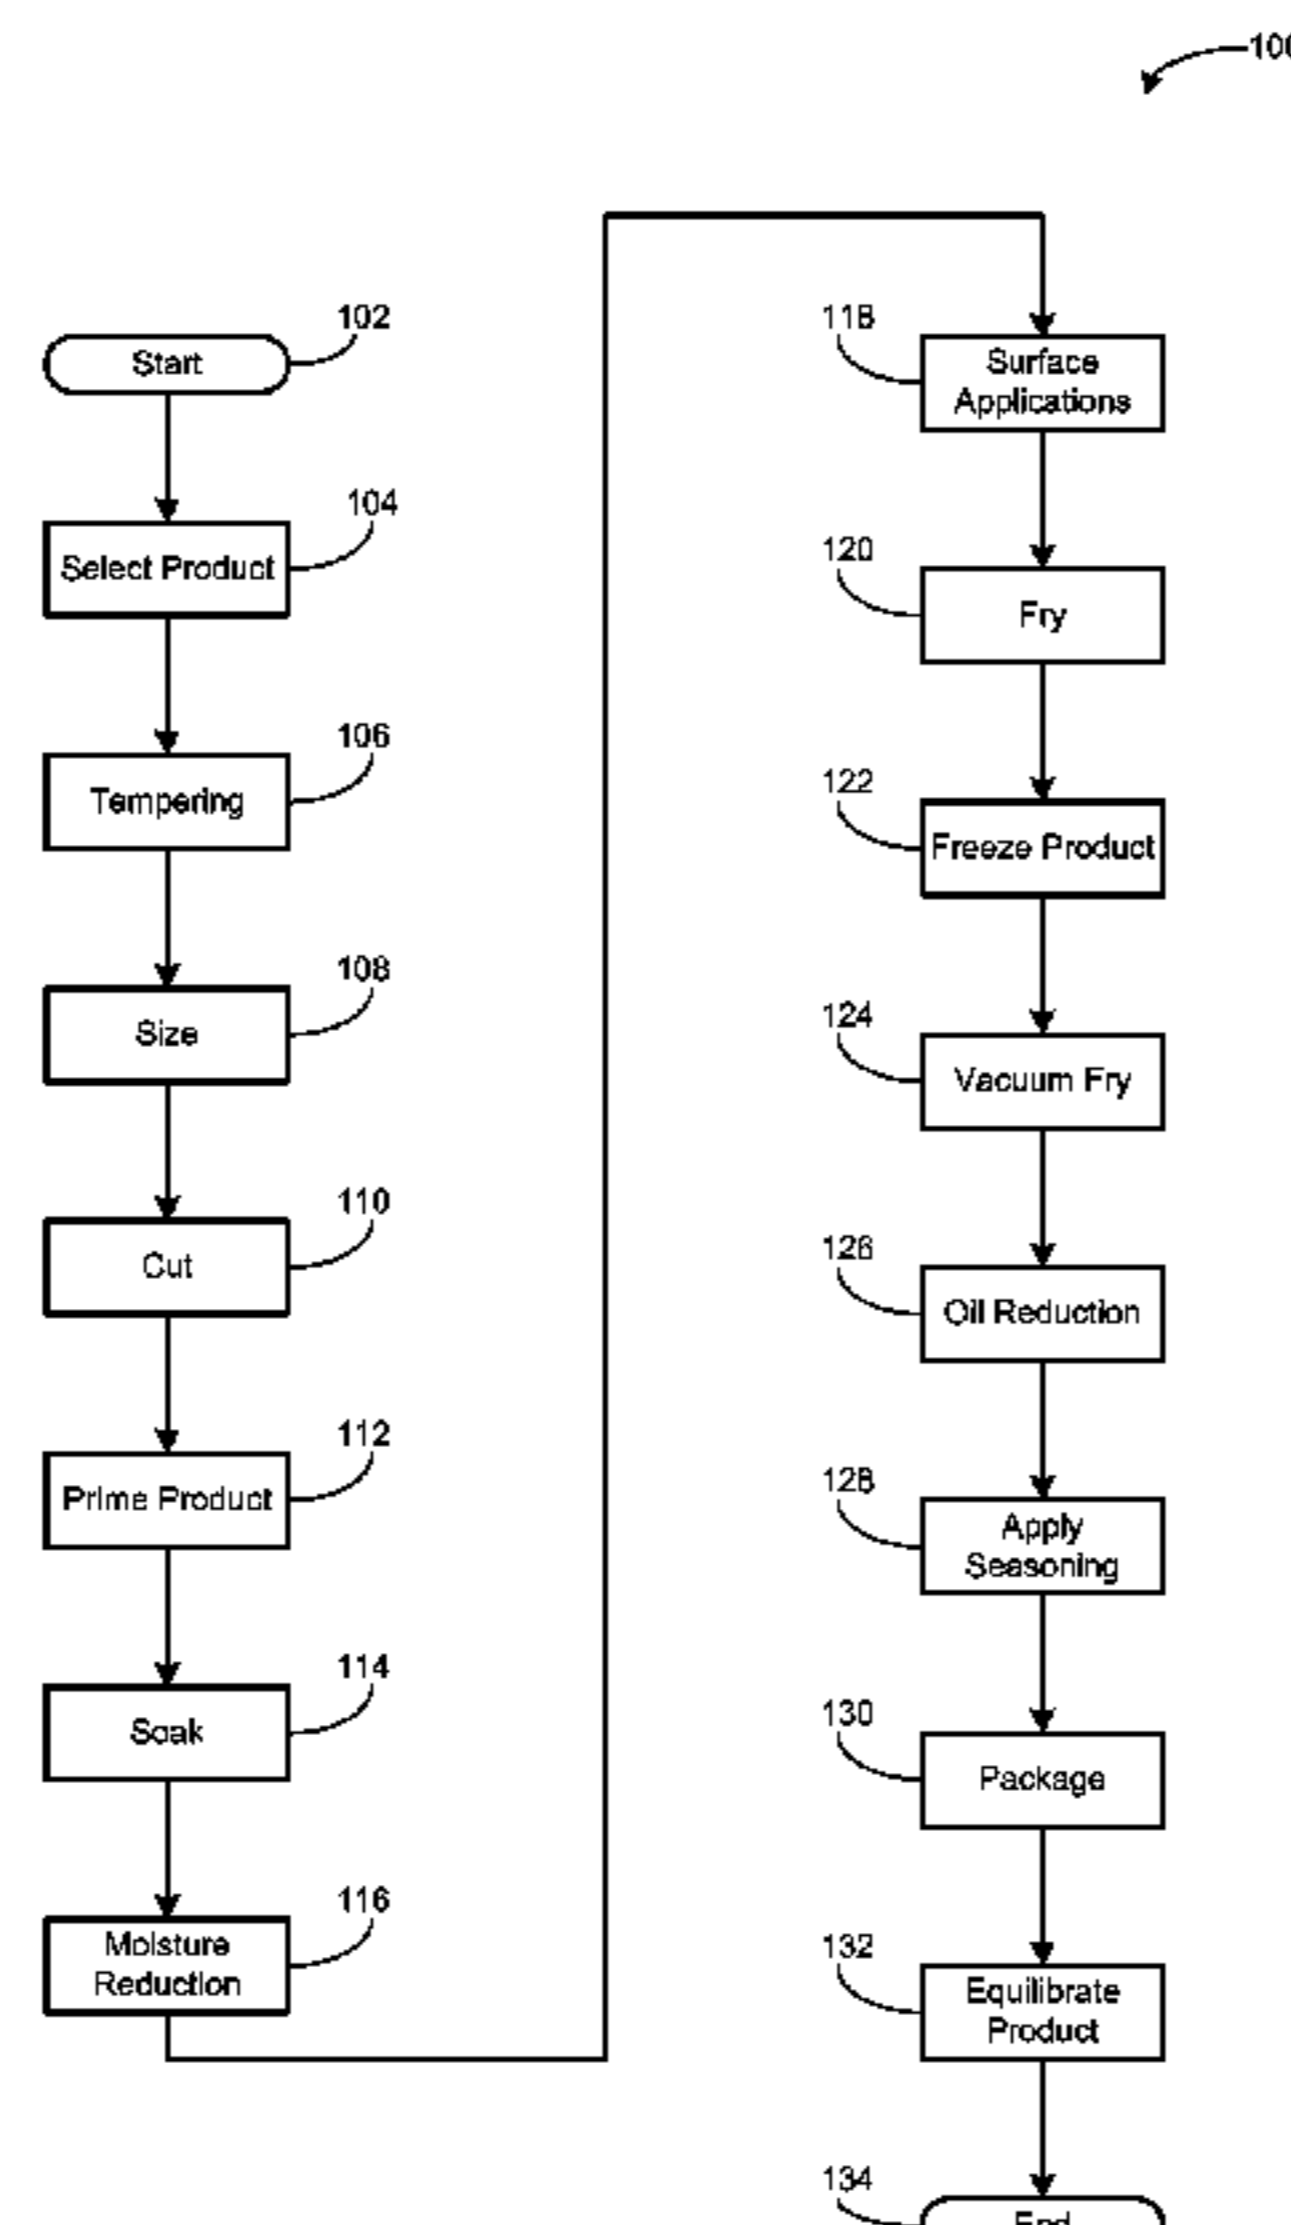 100
102
Start
104
Select Product
106
Tempering
108
Size
110
Cut
112
Prime Product
114
Soak
116
Moisture
Reduction
118
Surface
Applications
120
Fry
122
Freeze Product
124
Vacuum Fry
126
Oil Reduction
128
Apply
Seasoning
130
Package
132
Equilibrate
Product
134
End